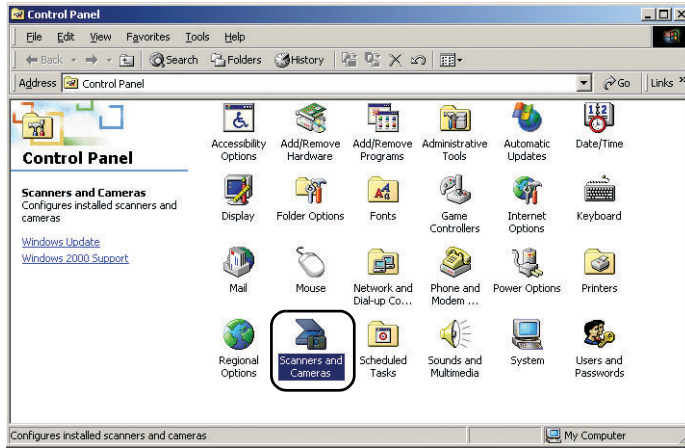 Control Panel
File Edit View Favorites Tools Help
Back Search Folders History
Address Control Panel Go Links »
Control Panel
Scanners and Cameras
Configures installed scanners and
cameras
Windows Update
Windows 2000 Support
Accessibility
Options
Add/Remove
Hardware
Add/Remove
Programs
Administrative
Tools
Automatic
Updates
Date/Time
Display
Folder Options
Fonts
Game
Controllers
Internet
Options
Keyboard
Mail
Mouse
Network and
Dial-up Co...
Phone and
Modem ...
Power Options
Printers
Regional
Options
Scanners and
Cameras
Scheduled
Tasks
Sounds and
Multimedia
System
Users and
Passwords
Configures installed scanners and cameras
My Computer